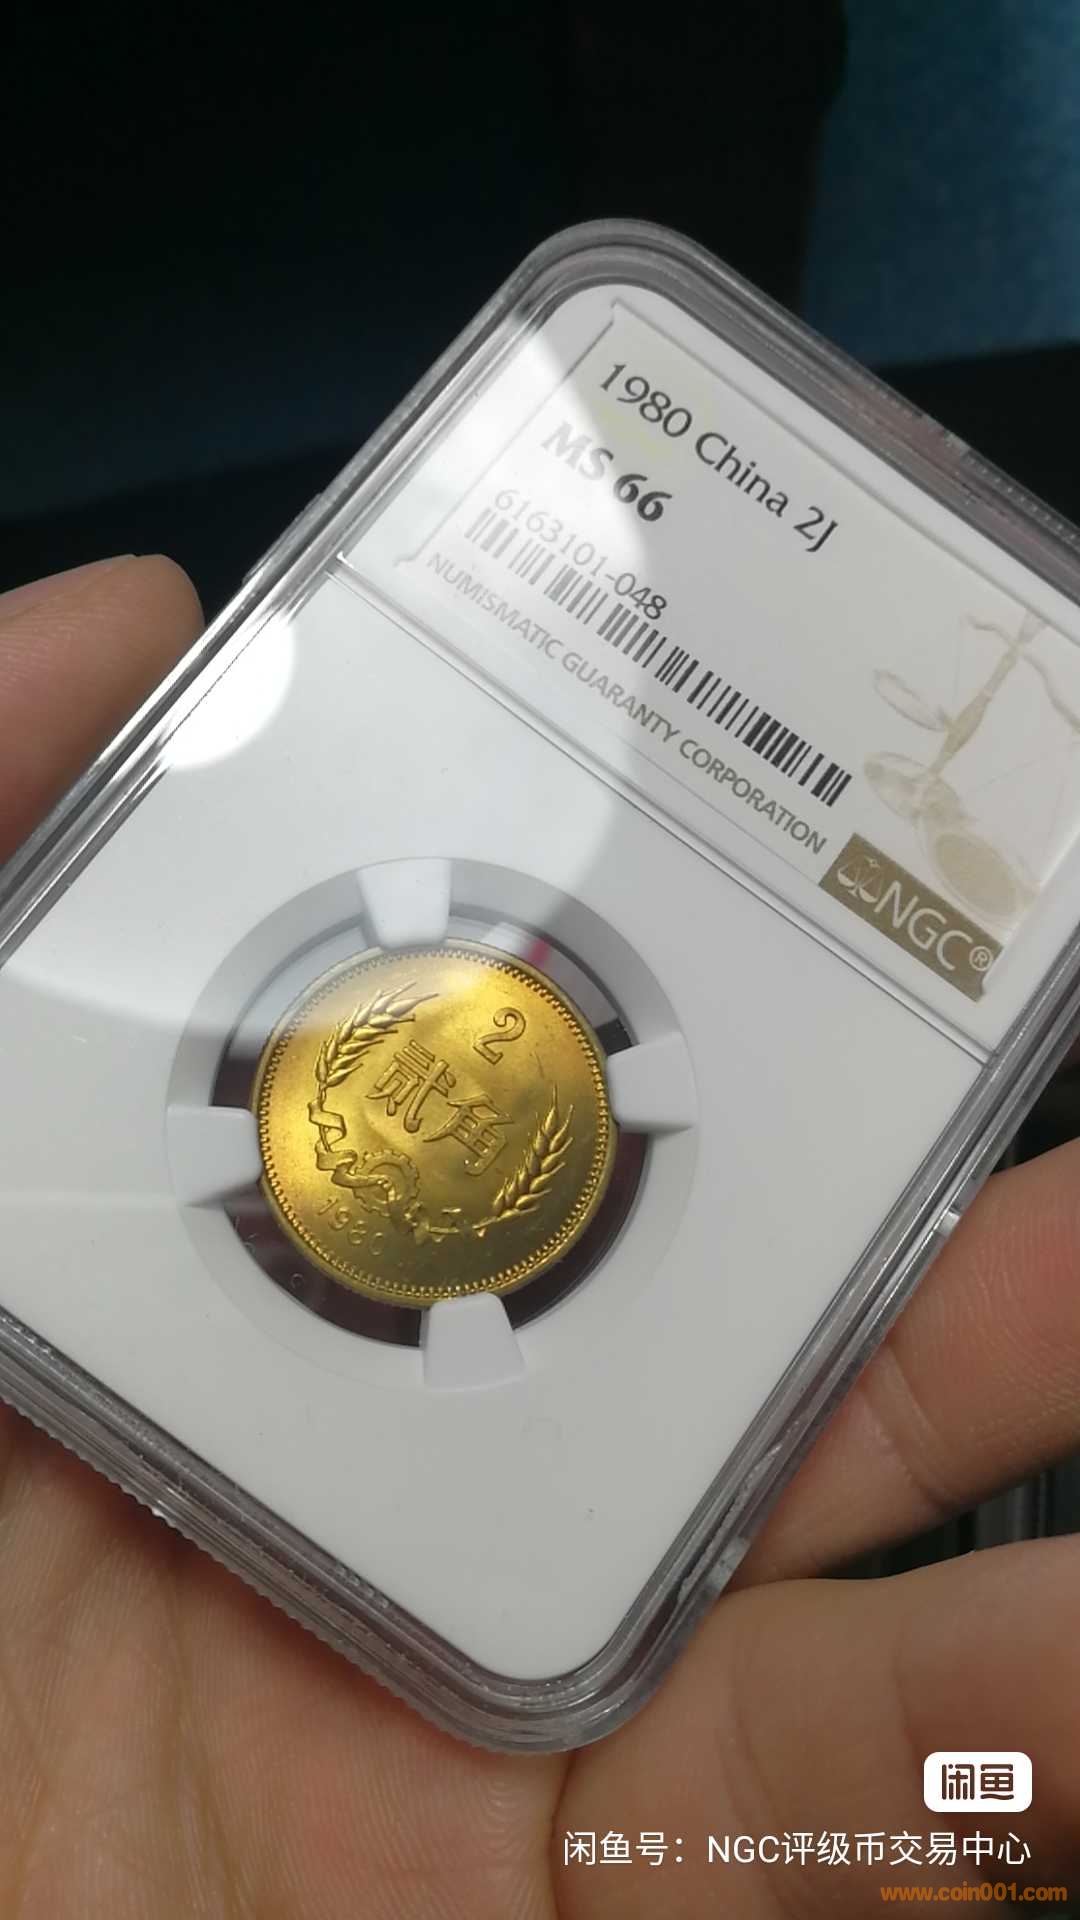 1980 China 2J
MS 66
6163101-048
NUMISMATIC GUARANTY CORPORATION
NGC®
2
贰角
1980
闲鱼
闲鱼号：NGC评级币交易中心
www.coin001.com